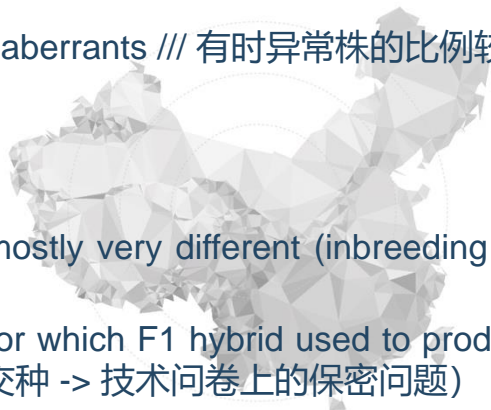 aberrants /// 有时异常株的比例较
mostly very different (inbreeding
or which F1 hybrid used to prod
交种 -> 技术问卷上的保密问题）